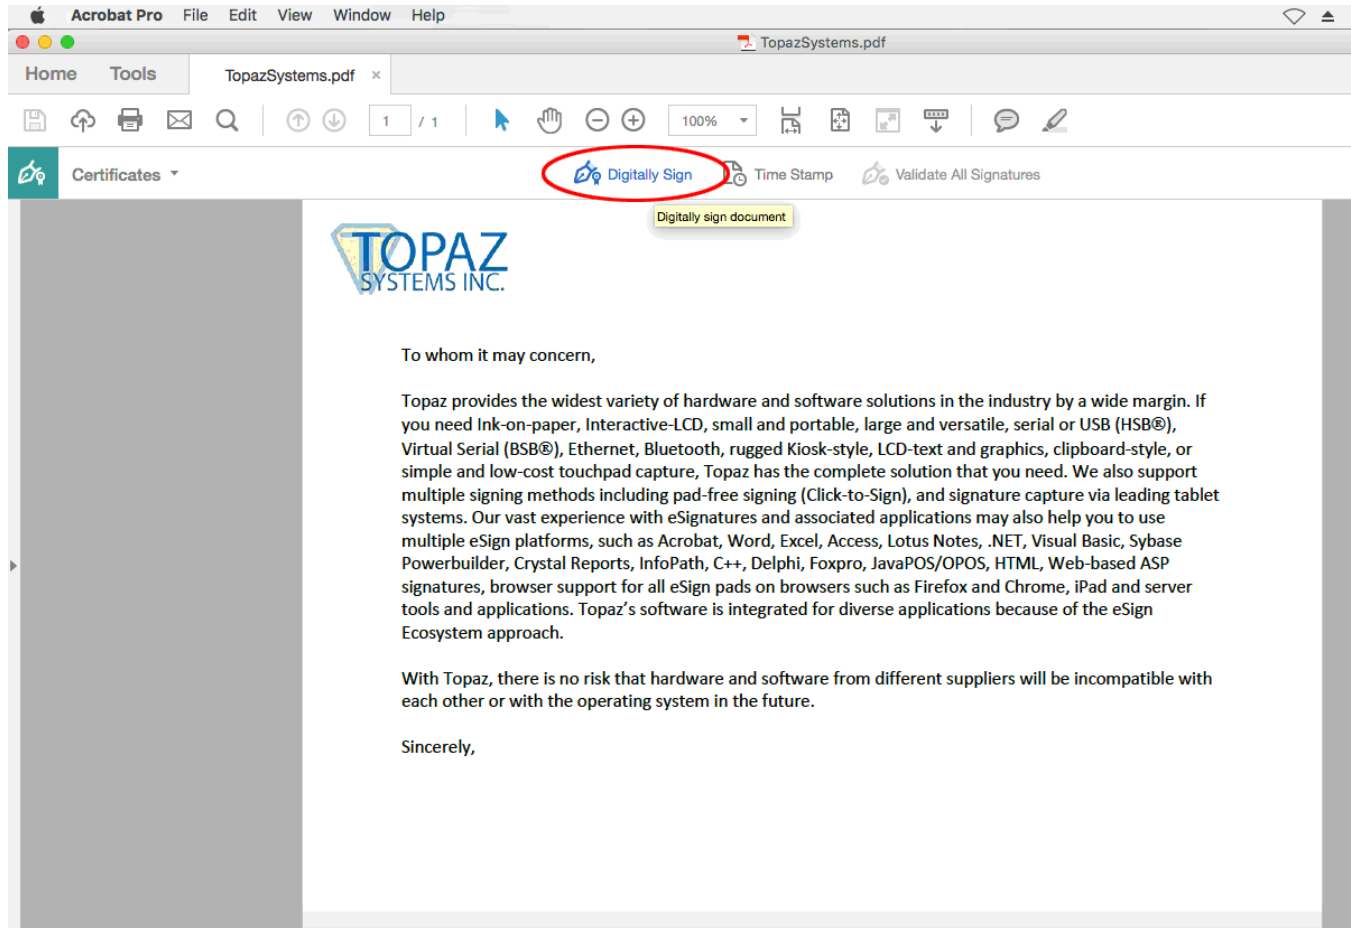 Acrobat Pro File Edit View Window Help
TopazSystems.pdf
Home Tools TopazSystems.pdf ×
1 / 1 100%
Certificates Digitally Sign Time Stamp Validate All Signatures
Digitally sign document
TOPAZ
SYSTEMS INC.
To whom it may concern,
Topaz provides the widest variety of hardware and software solutions in the industry by a wide margin. If
you need Ink-on-paper, Interactive-LCD, small and portable, large and versatile, serial or USB (HSB®),
Virtual Serial (BSB®), Ethernet, Bluetooth, rugged Kiosk-style, LCD-text and graphics, clipboard-style, or
simple and low-cost touchpad capture, Topaz has the complete solution that you need. We also support
multiple signing methods including pad-free signing (Click-to-Sign), and signature capture via leading tablet
systems. Our vast experience with eSignatures and associated applications may also help you to use
multiple eSign platforms, such as Acrobat, Word, Excel, Access, Lotus Notes, .NET, Visual Basic, Sybase
Powerbuilder, Crystal Reports, InfoPath, C++, Delphi, Foxpro, JavaPOS/OPOS, HTML, Web-based ASP
signatures, browser support for all eSign pads on browsers such as Firefox and Chrome, iPad and server
tools and applications. Topaz’s software is integrated for diverse applications because of the eSign
Ecosystem approach.
With Topaz, there is no risk that hardware and software from different suppliers will be incompatible with
each other or with the operating system in the future.
Sincerely,